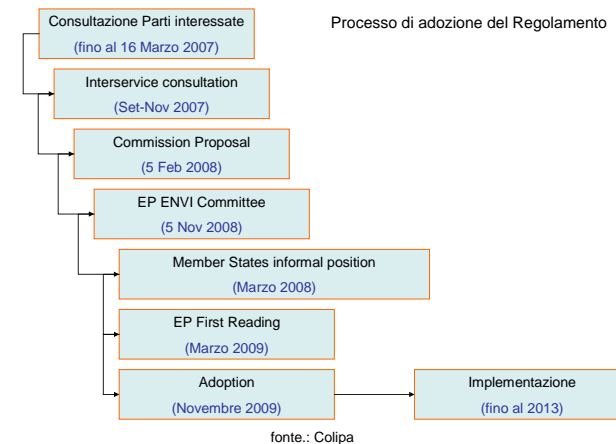 Processo di adozione del Regolamento
Consultazione Parti interessate
(fino al 16 Marzo 2007)
Interservice consultation
(Set-Nov 2007)
Commission Proposal
(5 Feb 2008)
EP ENVI Committee
(5 Nov 2008)
Member States informal position
(Marzo 2008)
EP First Reading
(Marzo 2009)
Adoption
(Novembre 2009)
Implementazione
(fino al 2013)
fonte.: Colipa